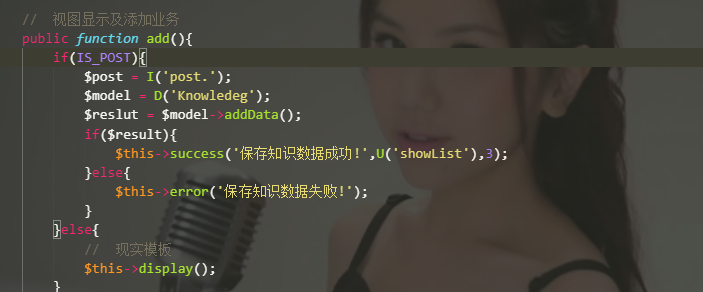 // 视图显示及添加业务
public function add(){
if(IS_POST){
$post = I('post.');
$model = D('Knowledeg');
$reslut = $model->addData();
if($result){
$this->success('保存知识数据成功!',U('showList'),3);
}else{
$this->error('保存知识数据失败!');
}
}else{
// 现实模板
$this->display();
}